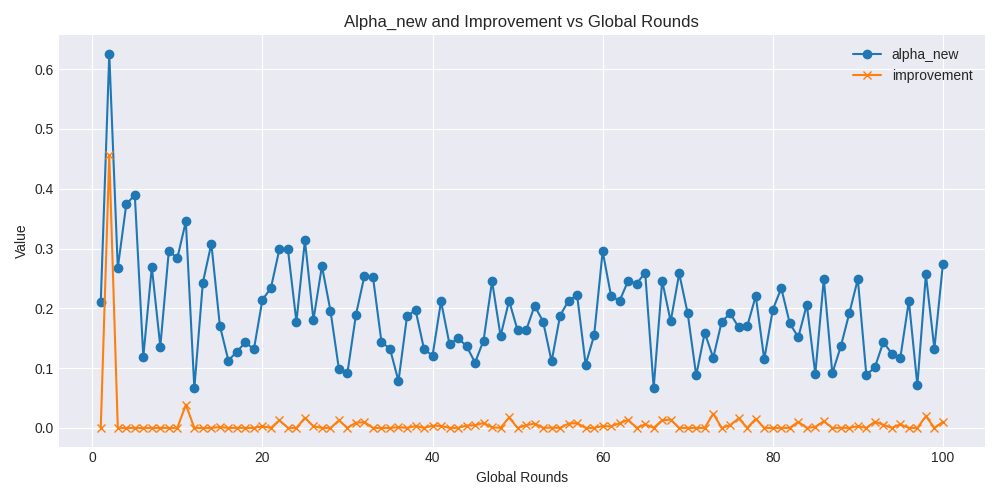 Alpha_new and Improvement vs Global Rounds
alpha_new
improvement
Value
0.6
0.5
0.4
0.3
0.2
0.1
0.0
0 20 40 60 80 100
Global Rounds